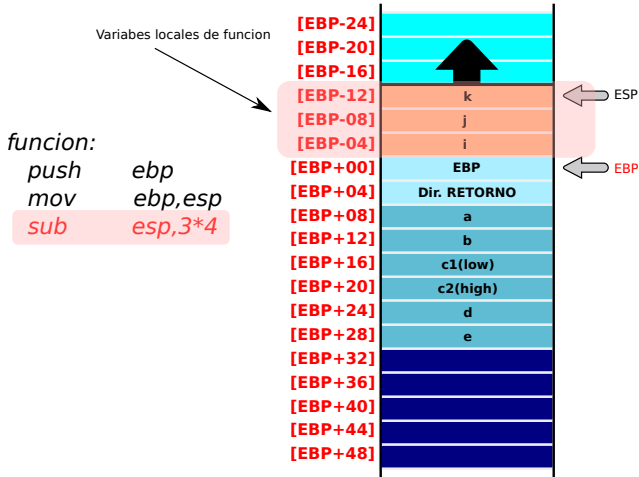 Variabes locales de funcion
funcion:
push ebp
mov ebp,esp
sub esp,3*4
[EBP-24]
[EBP-20]
[EBP-16]
[EBP-12] k ESP
[EBP-08] j
[EBP-04] i
[EBP+00] EBP EBP
[EBP+04] Dir. RETORNO
[EBP+08] a
[EBP+12] b
[EBP+16] c1(low)
[EBP+20] c2(high)
[EBP+24] d
[EBP+28] e
[EBP+32]
[EBP+36]
[EBP+40]
[EBP+44]
[EBP+48]